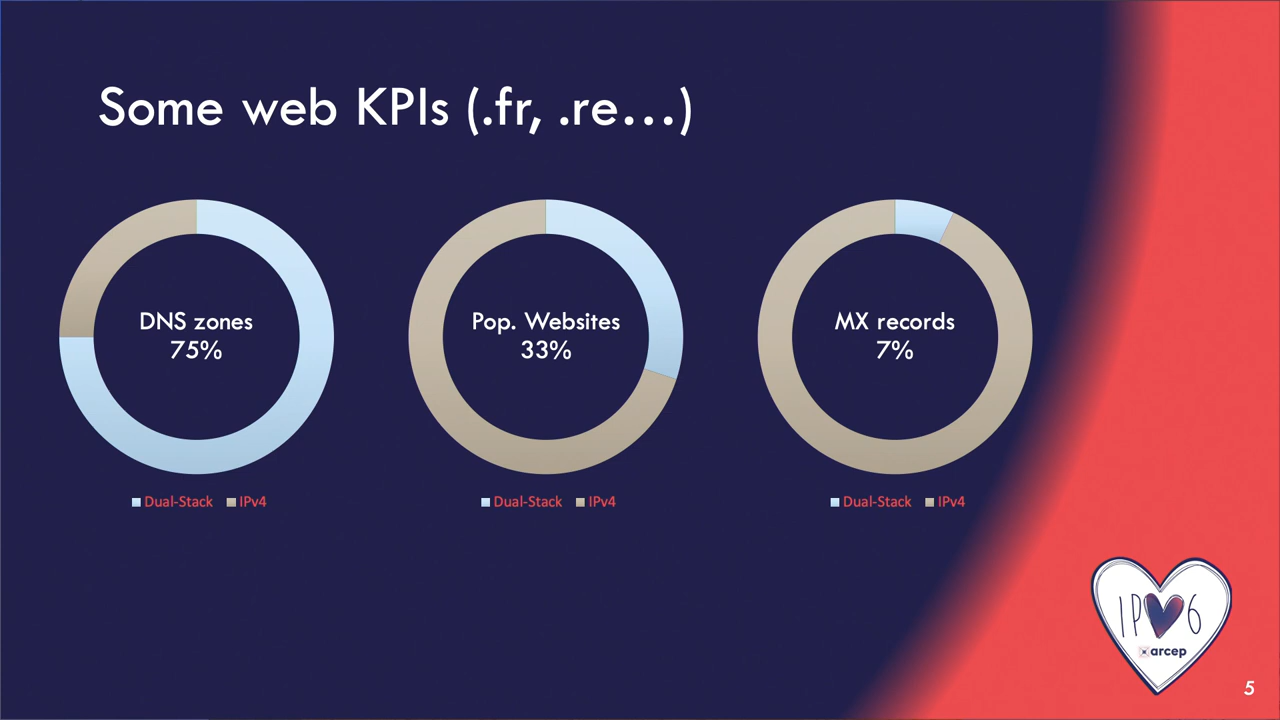 Some web KPIs (.fr, .re…)
DNS zones
75%
Dual-Stack IPv4
Pop. Websites
33%
Dual-Stack IPv4
MX records
7%
Dual-Stack IPv4
IPV6
arcep
5